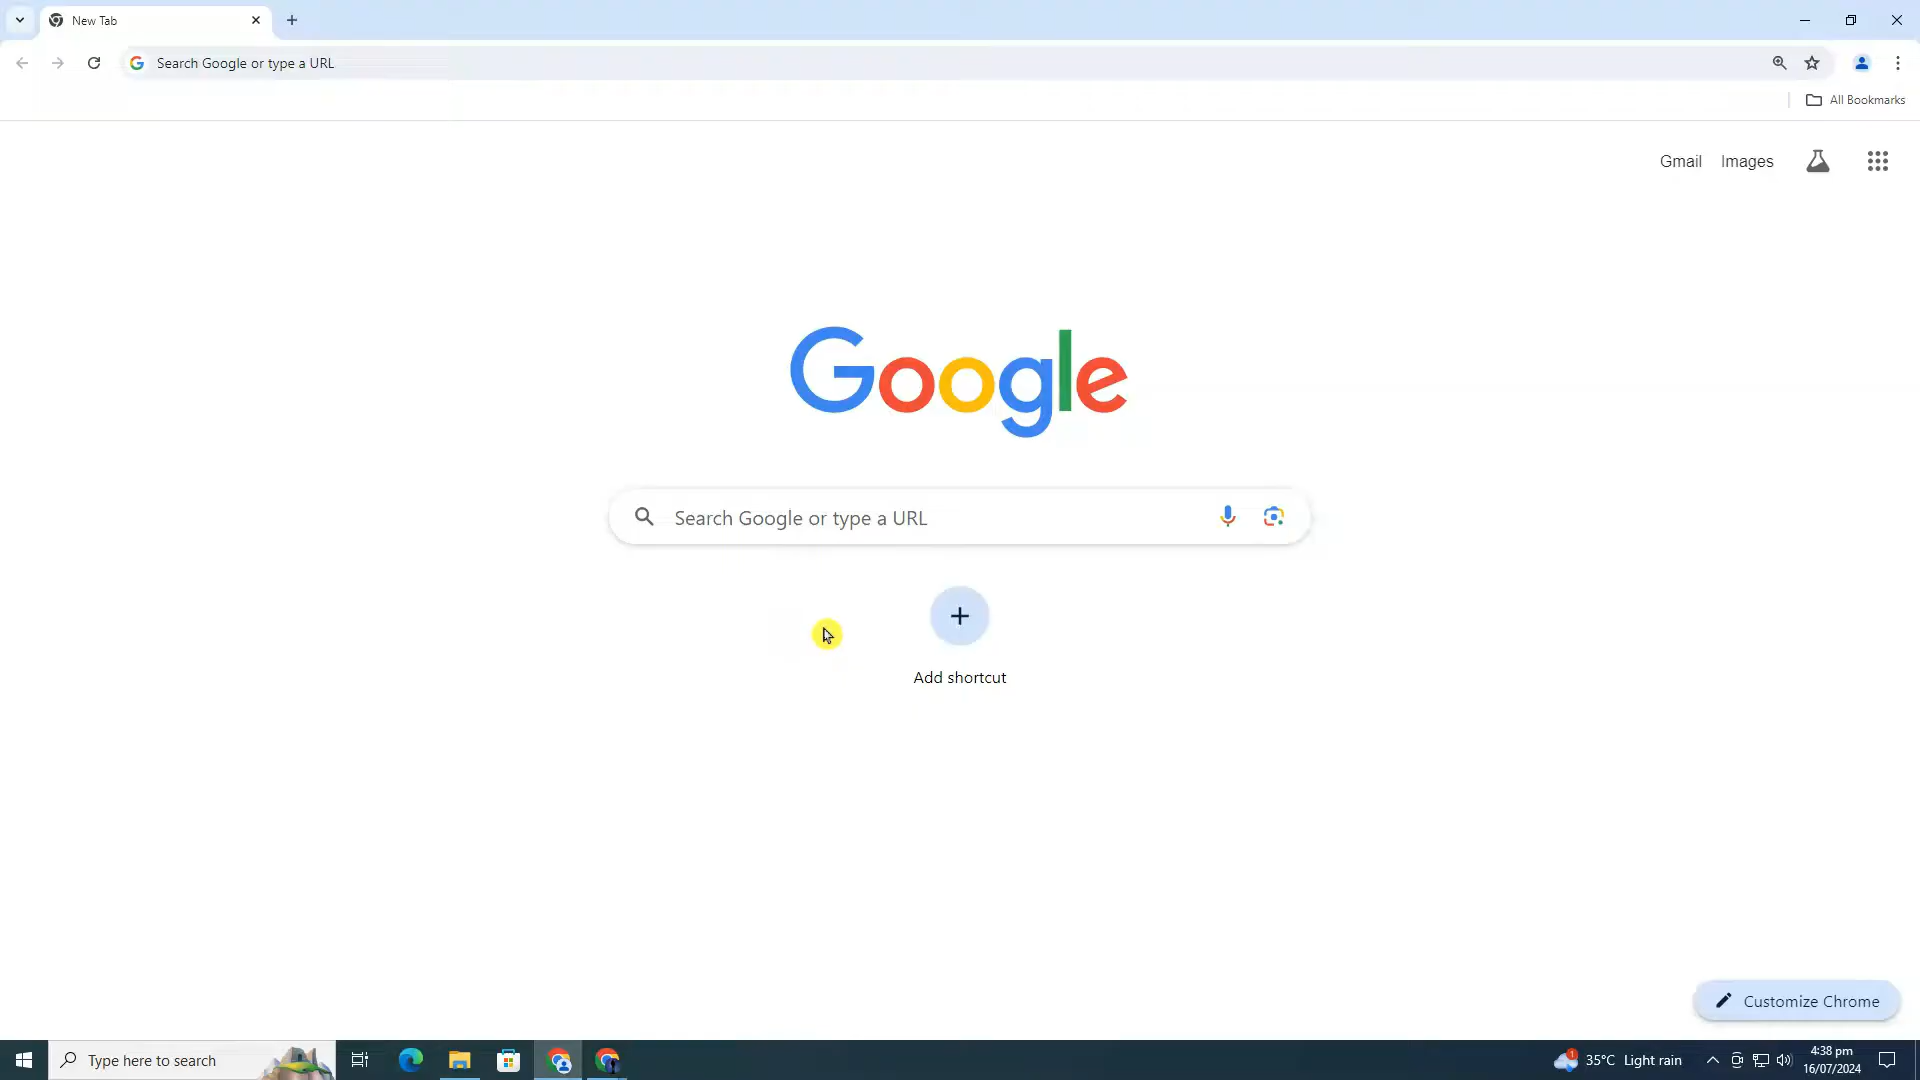 New Tab
Search Google or type a URL
All Bookmarks
Gmail Images
Google
Search Google or type a URL
Add shortcut
Customize Chrome
Type here to search
1
35°C Light rain
4:38 pm
16/07/2024